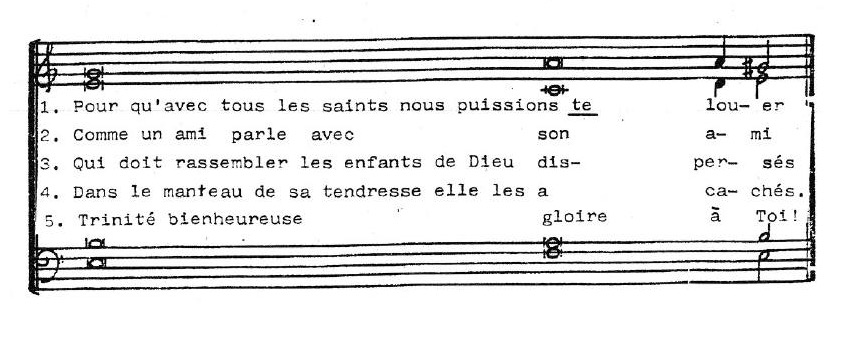 1. Pour qu'avec tous les saints nous puissions te lou- er
2. Comme un ami parle avec son a- mi
3. Qui doit rassembler les enfants de Dieu dis- per- sés
4. Dans le manteau de sa tendresse elle les a ca- chés.
5. Trinité bienheureuse gloire à Toi!